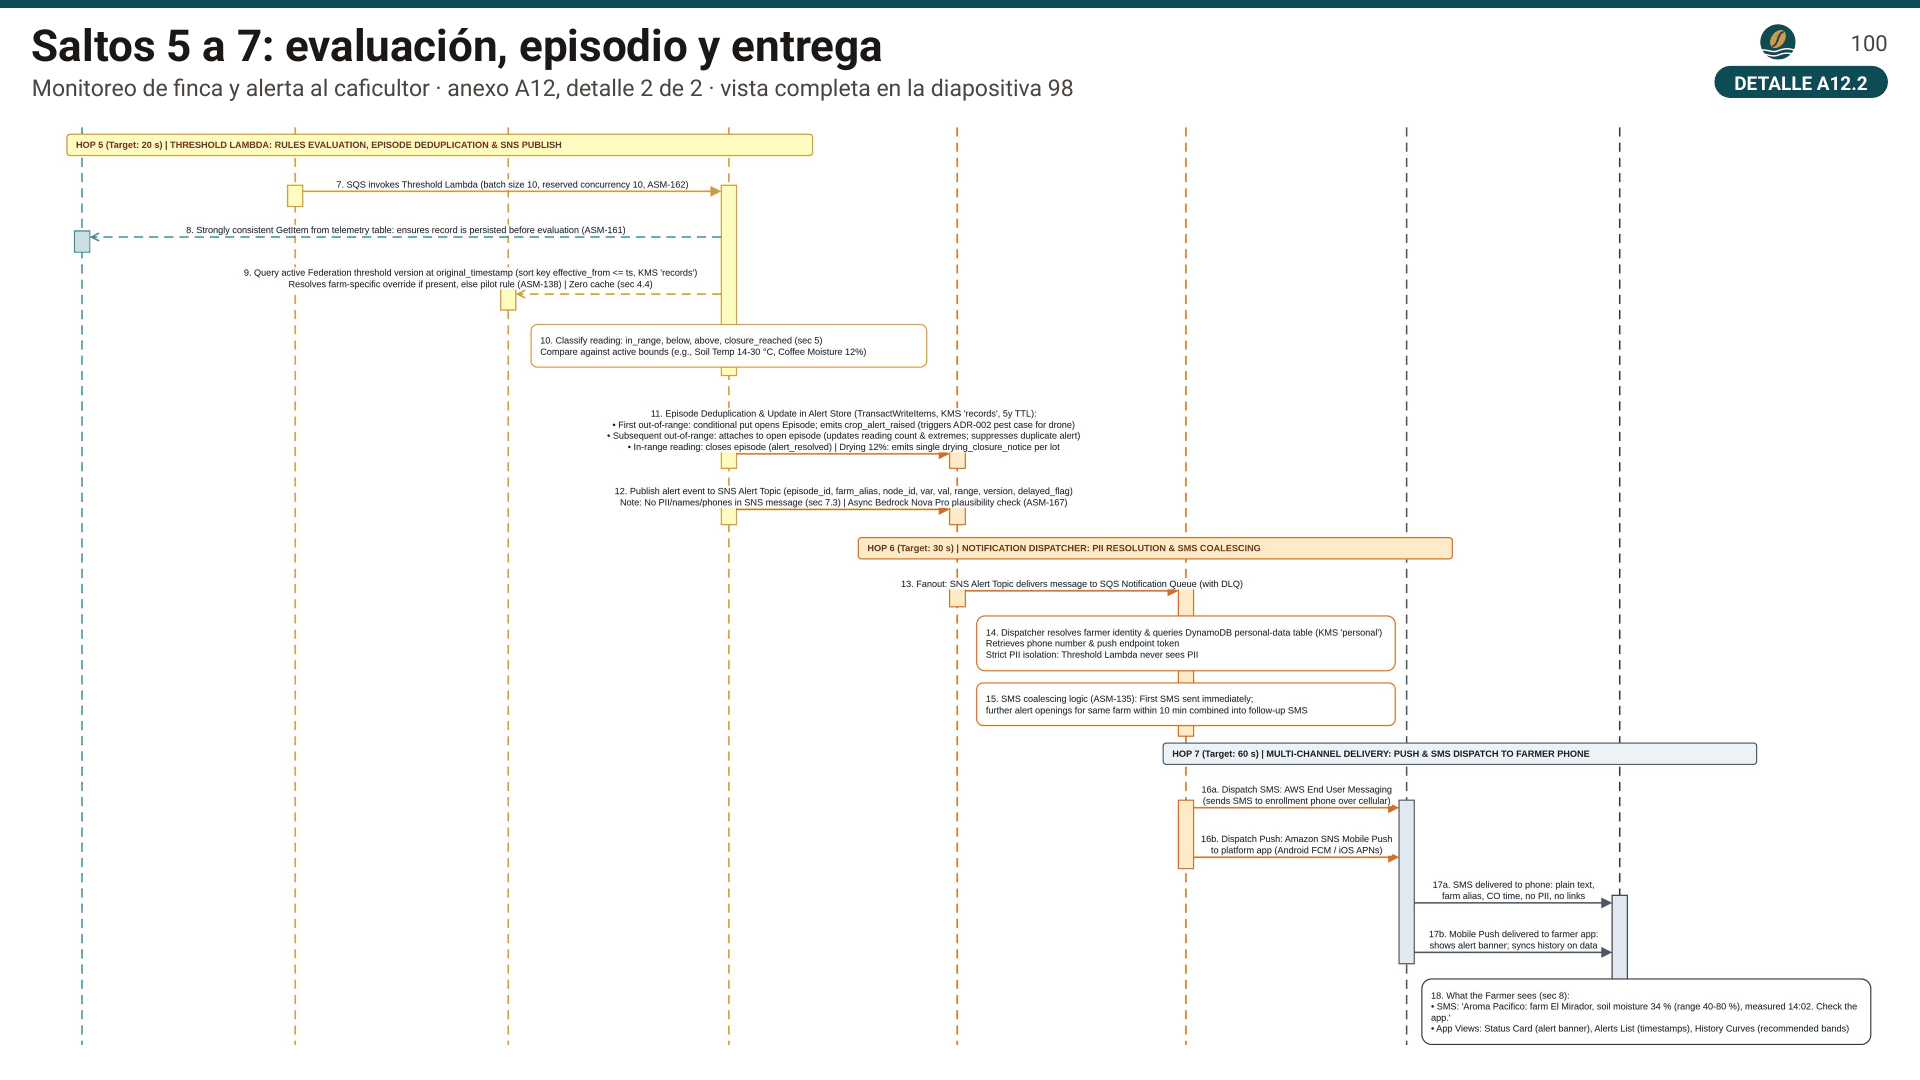 Saltos 5 a 7: evaluación, episodio y entrega
100
Monitoreo de finca y alerta al caficultor · anexo A12, detalle 2 de 2 · vista completa en la diapositiva 98
DETALLE A12.2
HOP 5 (Target: 20 s) | THRESHOLD LAMBDA: RULES EVALUATION, EPISODE DEDUPLICATION & SNS PUBLISH
7. SQS invokes Threshold Lambda (batch size 10, reserved concurrency 10, ASM-162)
8. Strongly consistent GetItem from telemetry table: ensures record is persisted before evaluation (ASM-161)
9. Query active Federation threshold version at original_timestamp (sort key effective_from <= ts, KMS 'records')
Resolves farm-specific override if present, else pilot rule (ASM-138) | Zero cache (sec 4.4)
10. Classify reading: in_range, below, above, closure_reached (sec 5)
Compare against active bounds (e.g., Soil Temp 14-30 °C, Coffee Moisture 12%)
11. Episode Deduplication & Update in Alert Store (TransactWriteItems, KMS 'records', 5y TTL):
• First out-of-range: conditional put opens Episode; emits crop_alert_raised (triggers ADR-002 pest case for drone)
• Subsequent out-of-range: attaches to open episode (updates reading count & extremes; suppresses duplicate alert)
• In-range reading: closes episode (alert_resolved) | Drying 12%: emits single drying_closure_notice per lot
12. Publish alert event to SNS Alert Topic (episode_id, farm_alias, node_id, var, val, range, version, delayed_flag)
Note: No PII/names/phones in SNS message (sec 7.3) | Async Bedrock Nova Pro plausibility check (ASM-167)
HOP 6 (Target: 30 s) | NOTIFICATION DISPATCHER: PII RESOLUTION & SMS COALESCING
13. Fanout: SNS Alert Topic delivers message to SQS Notification Queue (with DLQ)
14. Dispatcher resolves farmer identity & queries DynamoDB personal-data table (KMS 'personal')
Retrieves phone number & push endpoint token
Strict PII isolation: Threshold Lambda never sees PII
15. SMS coalescing logic (ASM-135): First SMS sent immediately;
further alert openings for same farm within 10 min combined into follow-up SMS
HOP 7 (Target: 60 s) | MULTI-CHANNEL DELIVERY: PUSH & SMS DISPATCH TO FARMER PHONE
16a. Dispatch SMS: AWS End User Messaging
(sends SMS to enrollment phone over cellular)
16b. Dispatch Push: Amazon SNS Mobile Push
to platform app (Android FCM / iOS APNs)
17a. SMS delivered to phone: plain text,
farm alias, CO time, no PII, no links
17b. Mobile Push delivered to farmer app:
shows alert banner; syncs history on data
18. What the Farmer sees (sec 8):
• SMS: 'Aroma Pacifico: farm El Mirador, soil moisture 34 % (range 40-80 %), measured 14:02. Check the
app.'
• App Views: Status Card (alert banner), Alerts List (timestamps), History Curves (recommended bands)